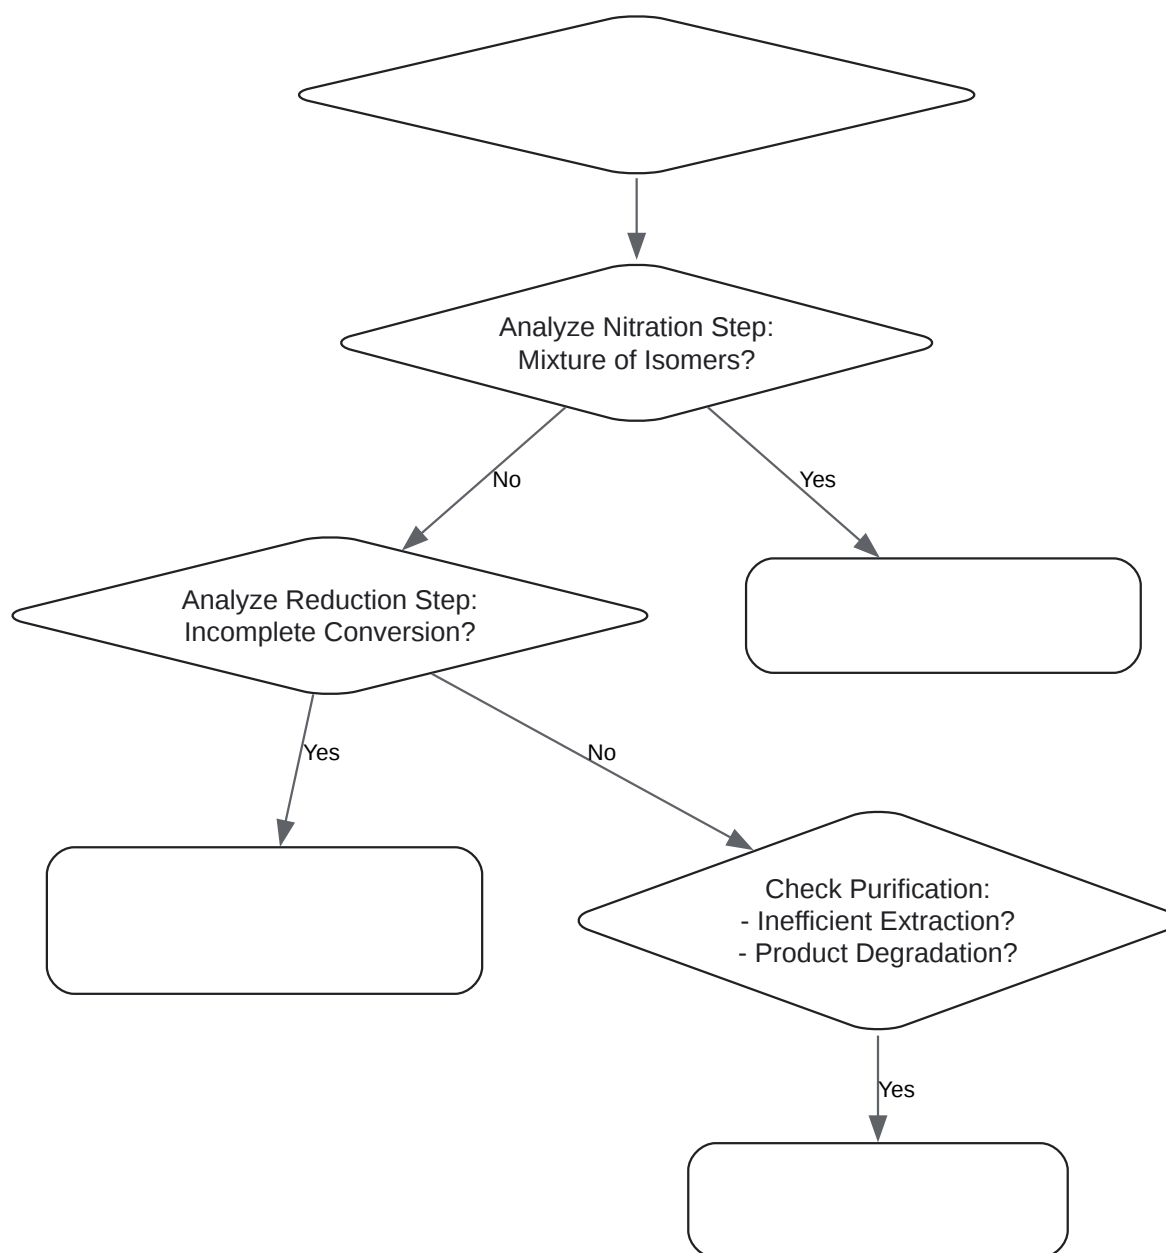 Analyze Nitration Step:
Mixture of Isomers?
No
Yes
Analyze Reduction Step:
Incomplete Conversion?
Yes
No
Check Purification:
- Inefficient Extraction?
- Product Degradation?
Yes